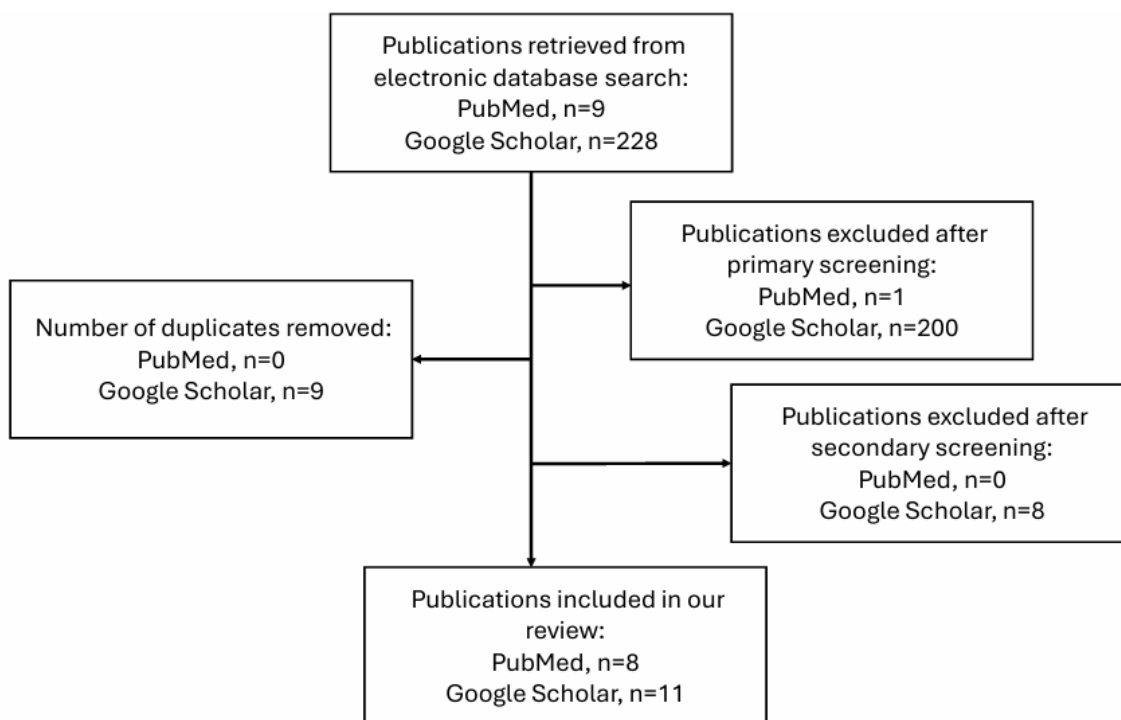 Publications retrieved from
electronic database search:
PubMed, n=9
Google Scholar, n=228
Publications excluded after
primary screening:
PubMed, n=1
Google Scholar, n=200
Number of duplicates removed:
PubMed, n=0
Google Scholar, n=9
Publications excluded after
secondary screening:
PubMed, n=0
Google Scholar, n=8
Publications included in our
review:
PubMed, n=8
Google Scholar, n=11